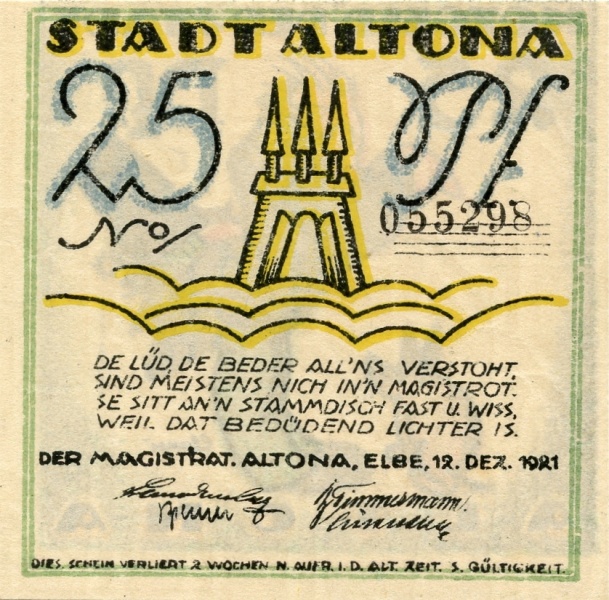 STADT ALTONA
25 Pf
No/ 055298
DE LÜD, DE BEDER ALL'NS VERSTOHT,
SIND MEISTENS NICH IN'N MAGISTROT.
SE SITT AN'N STAMMDISCH FAST U. WISS,
WEIL DAT BEDÜDEND LICHTER IS.
DER MAGISTRAT. ALTONA, ELBE, 12. DEZ. 1921
Zimmermann
DIES. SCHEIN VERLIERT 2 WOCHEN N. AUFR. I. D. ALT. ZEIT. S. GÜLTIGKEIT.